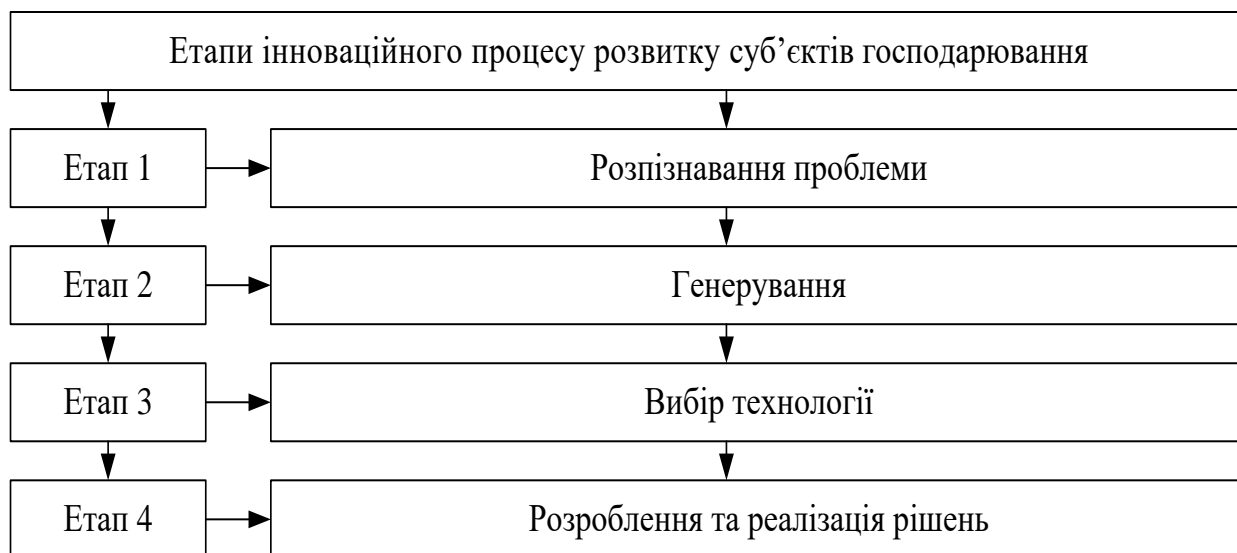 Етапи інноваційного процесу розвитку суб’єктів господарювання
Етап 1
Розпізнавання проблеми
Етап 2
Генерування
Етап 3
Вибір технології
Етап 4
Розроблення та реалізація рішень